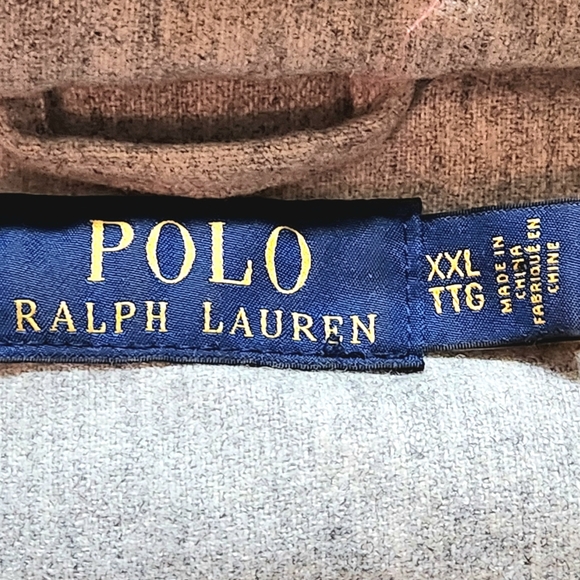 POLO
RALPH LAUREN
XXL
TTG
MADE IN
CHINA
FABRIQUÉ EN
CHINE